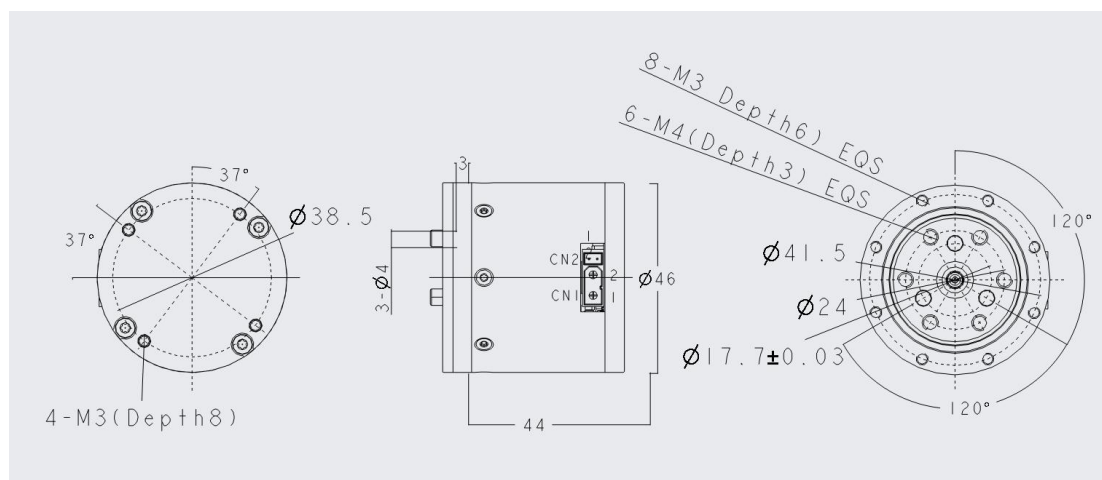 37°
37°
Ø38.5
4-M3(Depth8)
3
3-Ø4
1
CN2
2
CN1
1
Ø46
44
8-M3 Depth6) EQS
6-M4(Depth3) EQS
120°
Ø41.5
Ø24
Ø17.7±0.03
120°